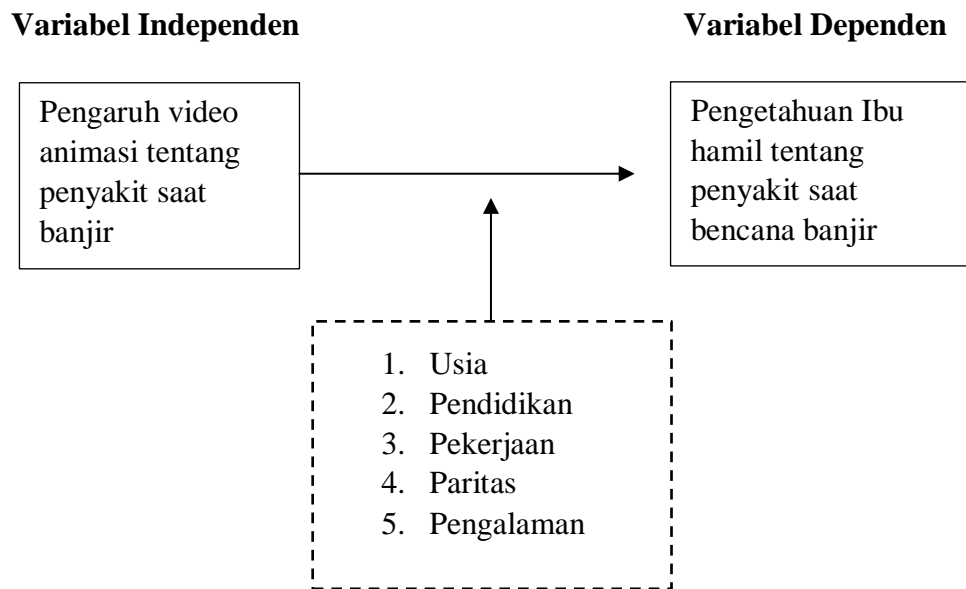 Variabel Independen
Variabel Dependen
Pengaruh video
animasi tentang
penyakit saat
banjir
Pengetahuan Ibu
hamil tentang
penyakit saat
bencana banjir
1. Usia
2. Pendidikan
3. Pekerjaan
4. Paritas
5. Pengalaman